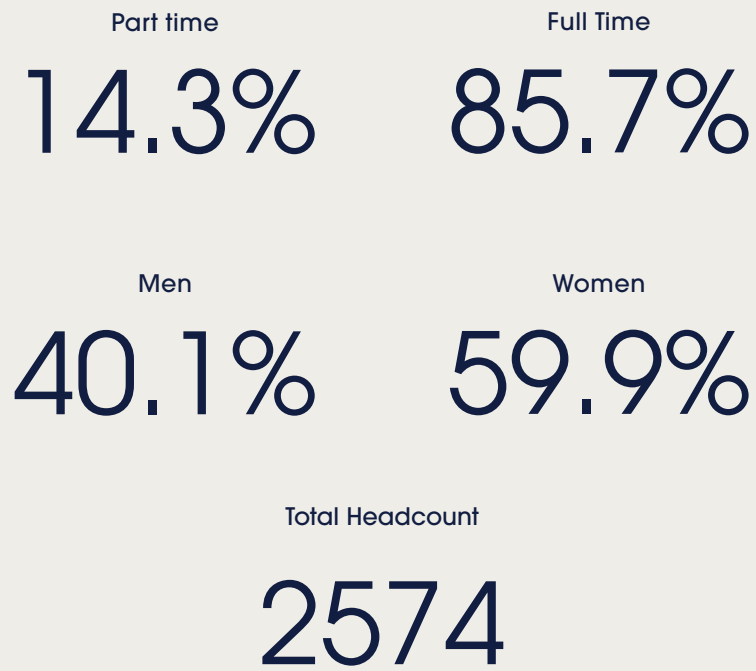 Part time
Full Time
14.3%
85.7%
Men
Women
40.1%
59.9%
Total Headcount
2574